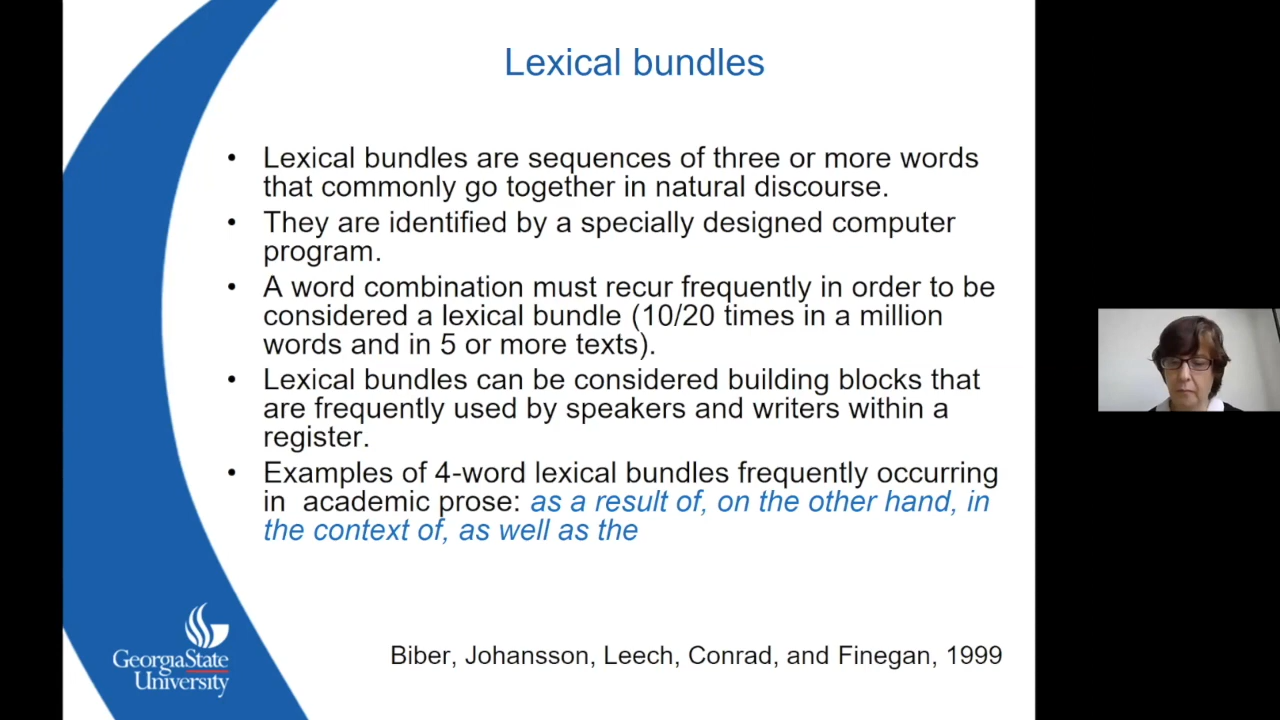 Lexical bundles
• Lexical bundles are sequences of three or more words
that commonly go together in natural discourse.
• They are identified by a specially designed computer
program.
• A word combination must recur frequently in order to be
considered a lexical bundle (10/20 times in a million
words and in 5 or more texts).
• Lexical bundles can be considered building blocks that
are frequently used by speakers and writers within a
register.
• Examples of 4-word lexical bundles frequently occurring
in academic prose: as a result of, on the other hand, in
the context of, as well as the
Biber, Johansson, Leech, Conrad, and Finegan, 1999
GeorgiaState
University